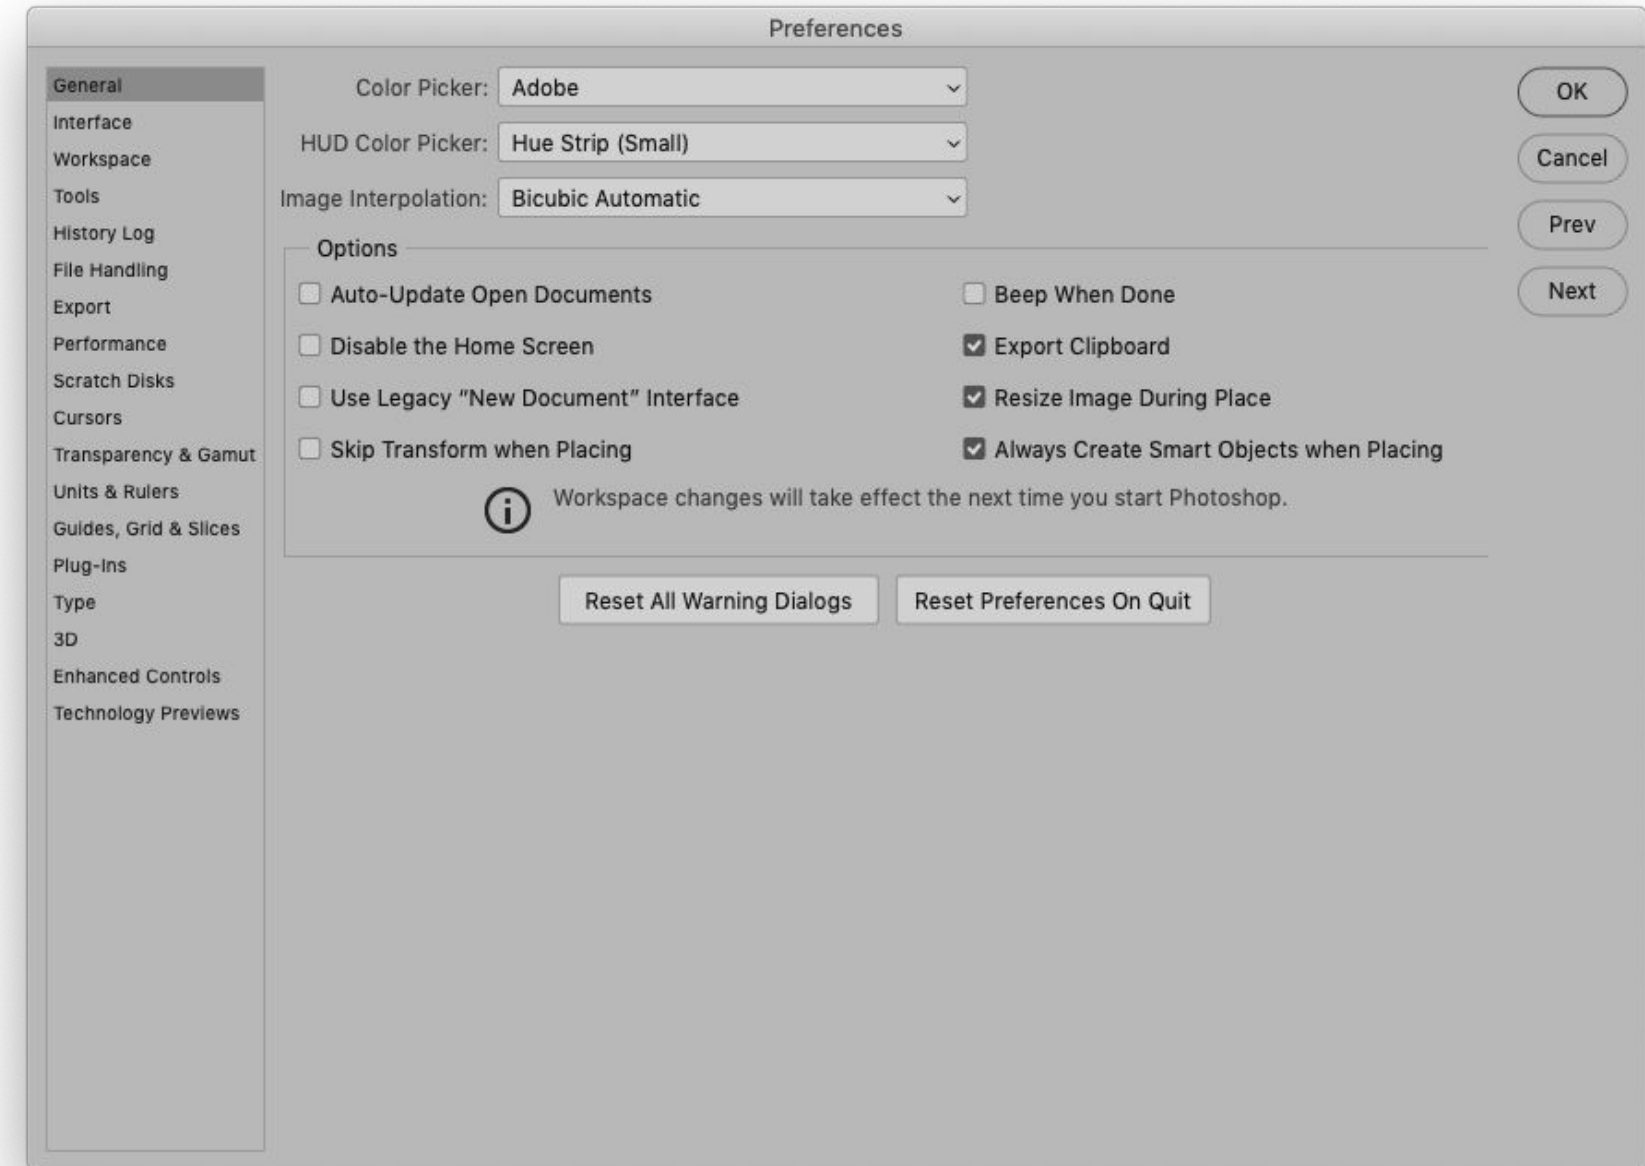 Preferences
General
Interface
Workspace
Tools
History Log
File Handling
Export
Performance
Scratch Disks
Cursors
Transparency & Gamut
Units & Rulers
Guides, Grid & Slices
Plug-Ins
Type
3D
Enhanced Controls
Technology Previews
Color Picker: Adobe
HUD Color Picker: Hue Strip (Small)
Image Interpolation: Bicubic Automatic
Options
Auto-Update Open Documents
Beep When Done
Disable the Home Screen
Export Clipboard
Use Legacy “New Document” Interface
Resize Image During Place
Skip Transform when Placing
Always Create Smart Objects when Placing
Workspace changes will take effect the next time you start Photoshop.
Reset All Warning Dialogs
Reset Preferences On Quit
OK
Cancel
Prev
Next